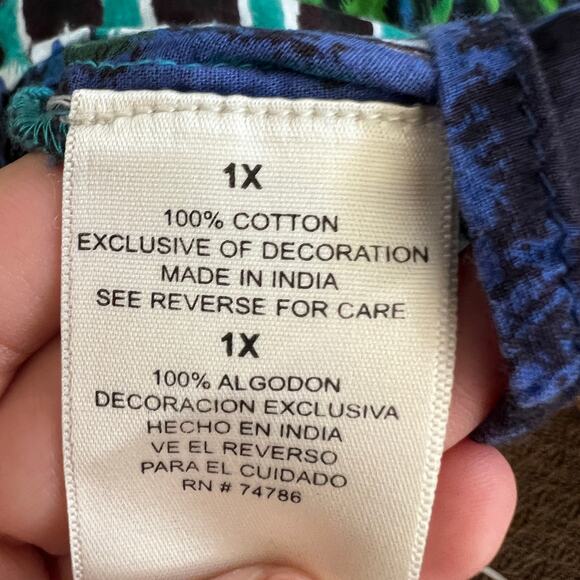 1X
100% COTTON
EXCLUSIVE OF DECORATION
MADE IN INDIA
SEE REVERSE FOR CARE
1X
100% ALGODON
DECORACION EXCLUSIVA
HECHO EN INDIA
VE EL REVERSO
PARA EL CUIDADO
RN # 74786